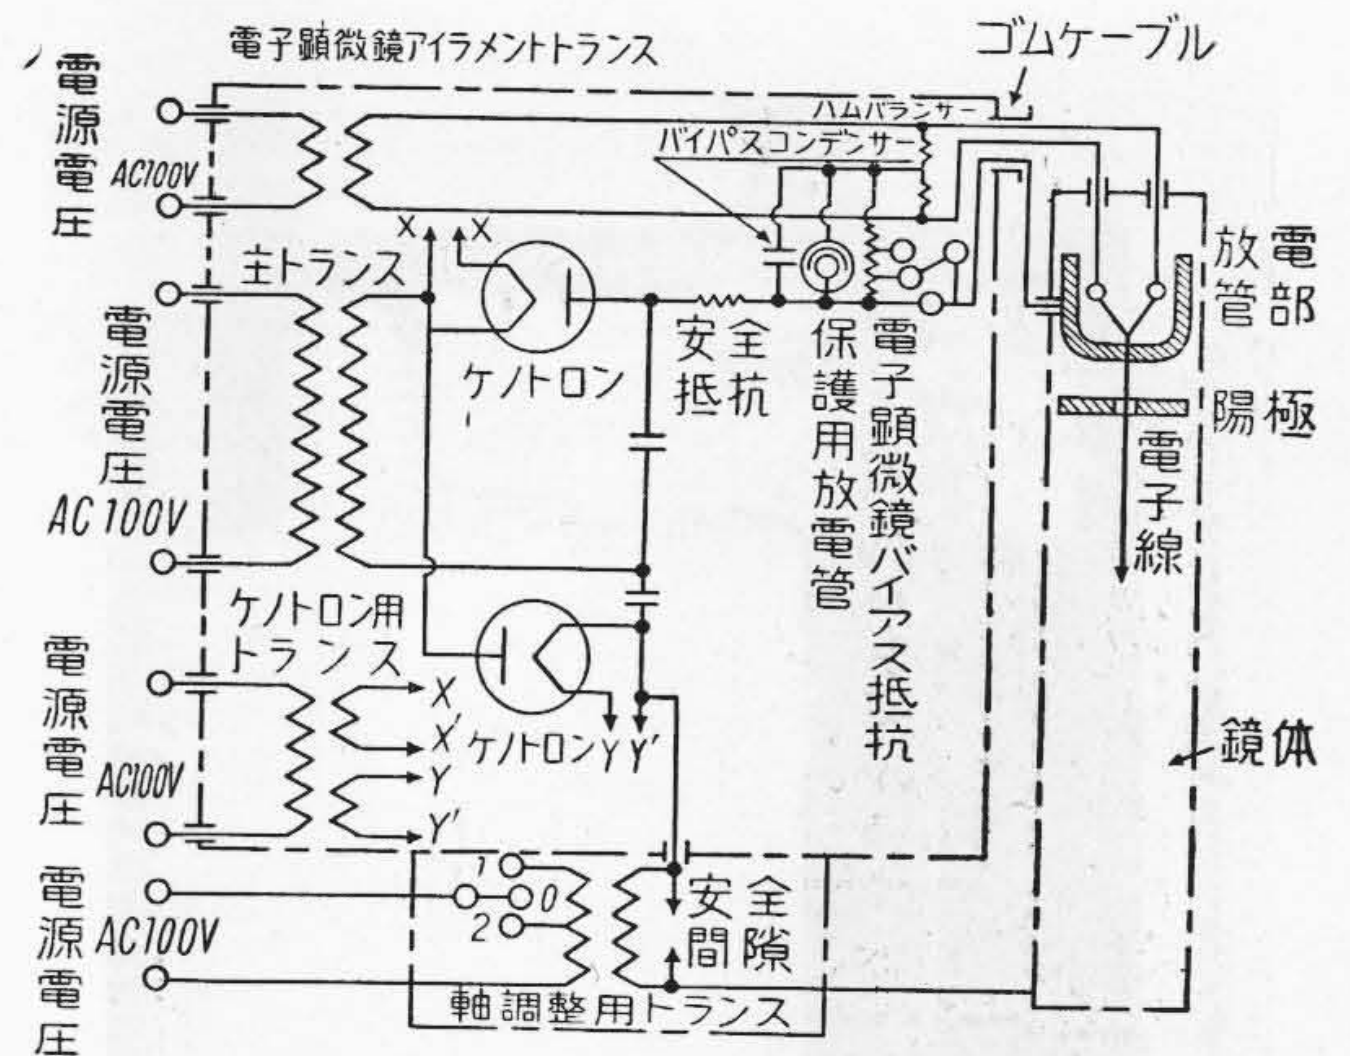 電子顕微鏡アイラメントトランス
ゴムケーブル
電源電圧
AC100V
ハムバランサー
バイパスコンデンサー
X
X
主トランス
ケノトロン
安全
抵抗
保護用放電管
電子顕微鏡バイアス抵抗
放電
管部
陽極
電子線
鏡体
電源電圧
AC100V
ケノトロン用
トランス
X
X'
Y
Y'
ケノトロン
Y
Y'
電源電圧
AC100V
1
0
2
安全
間隙
電源電圧
AC100V
軸調整用トランス